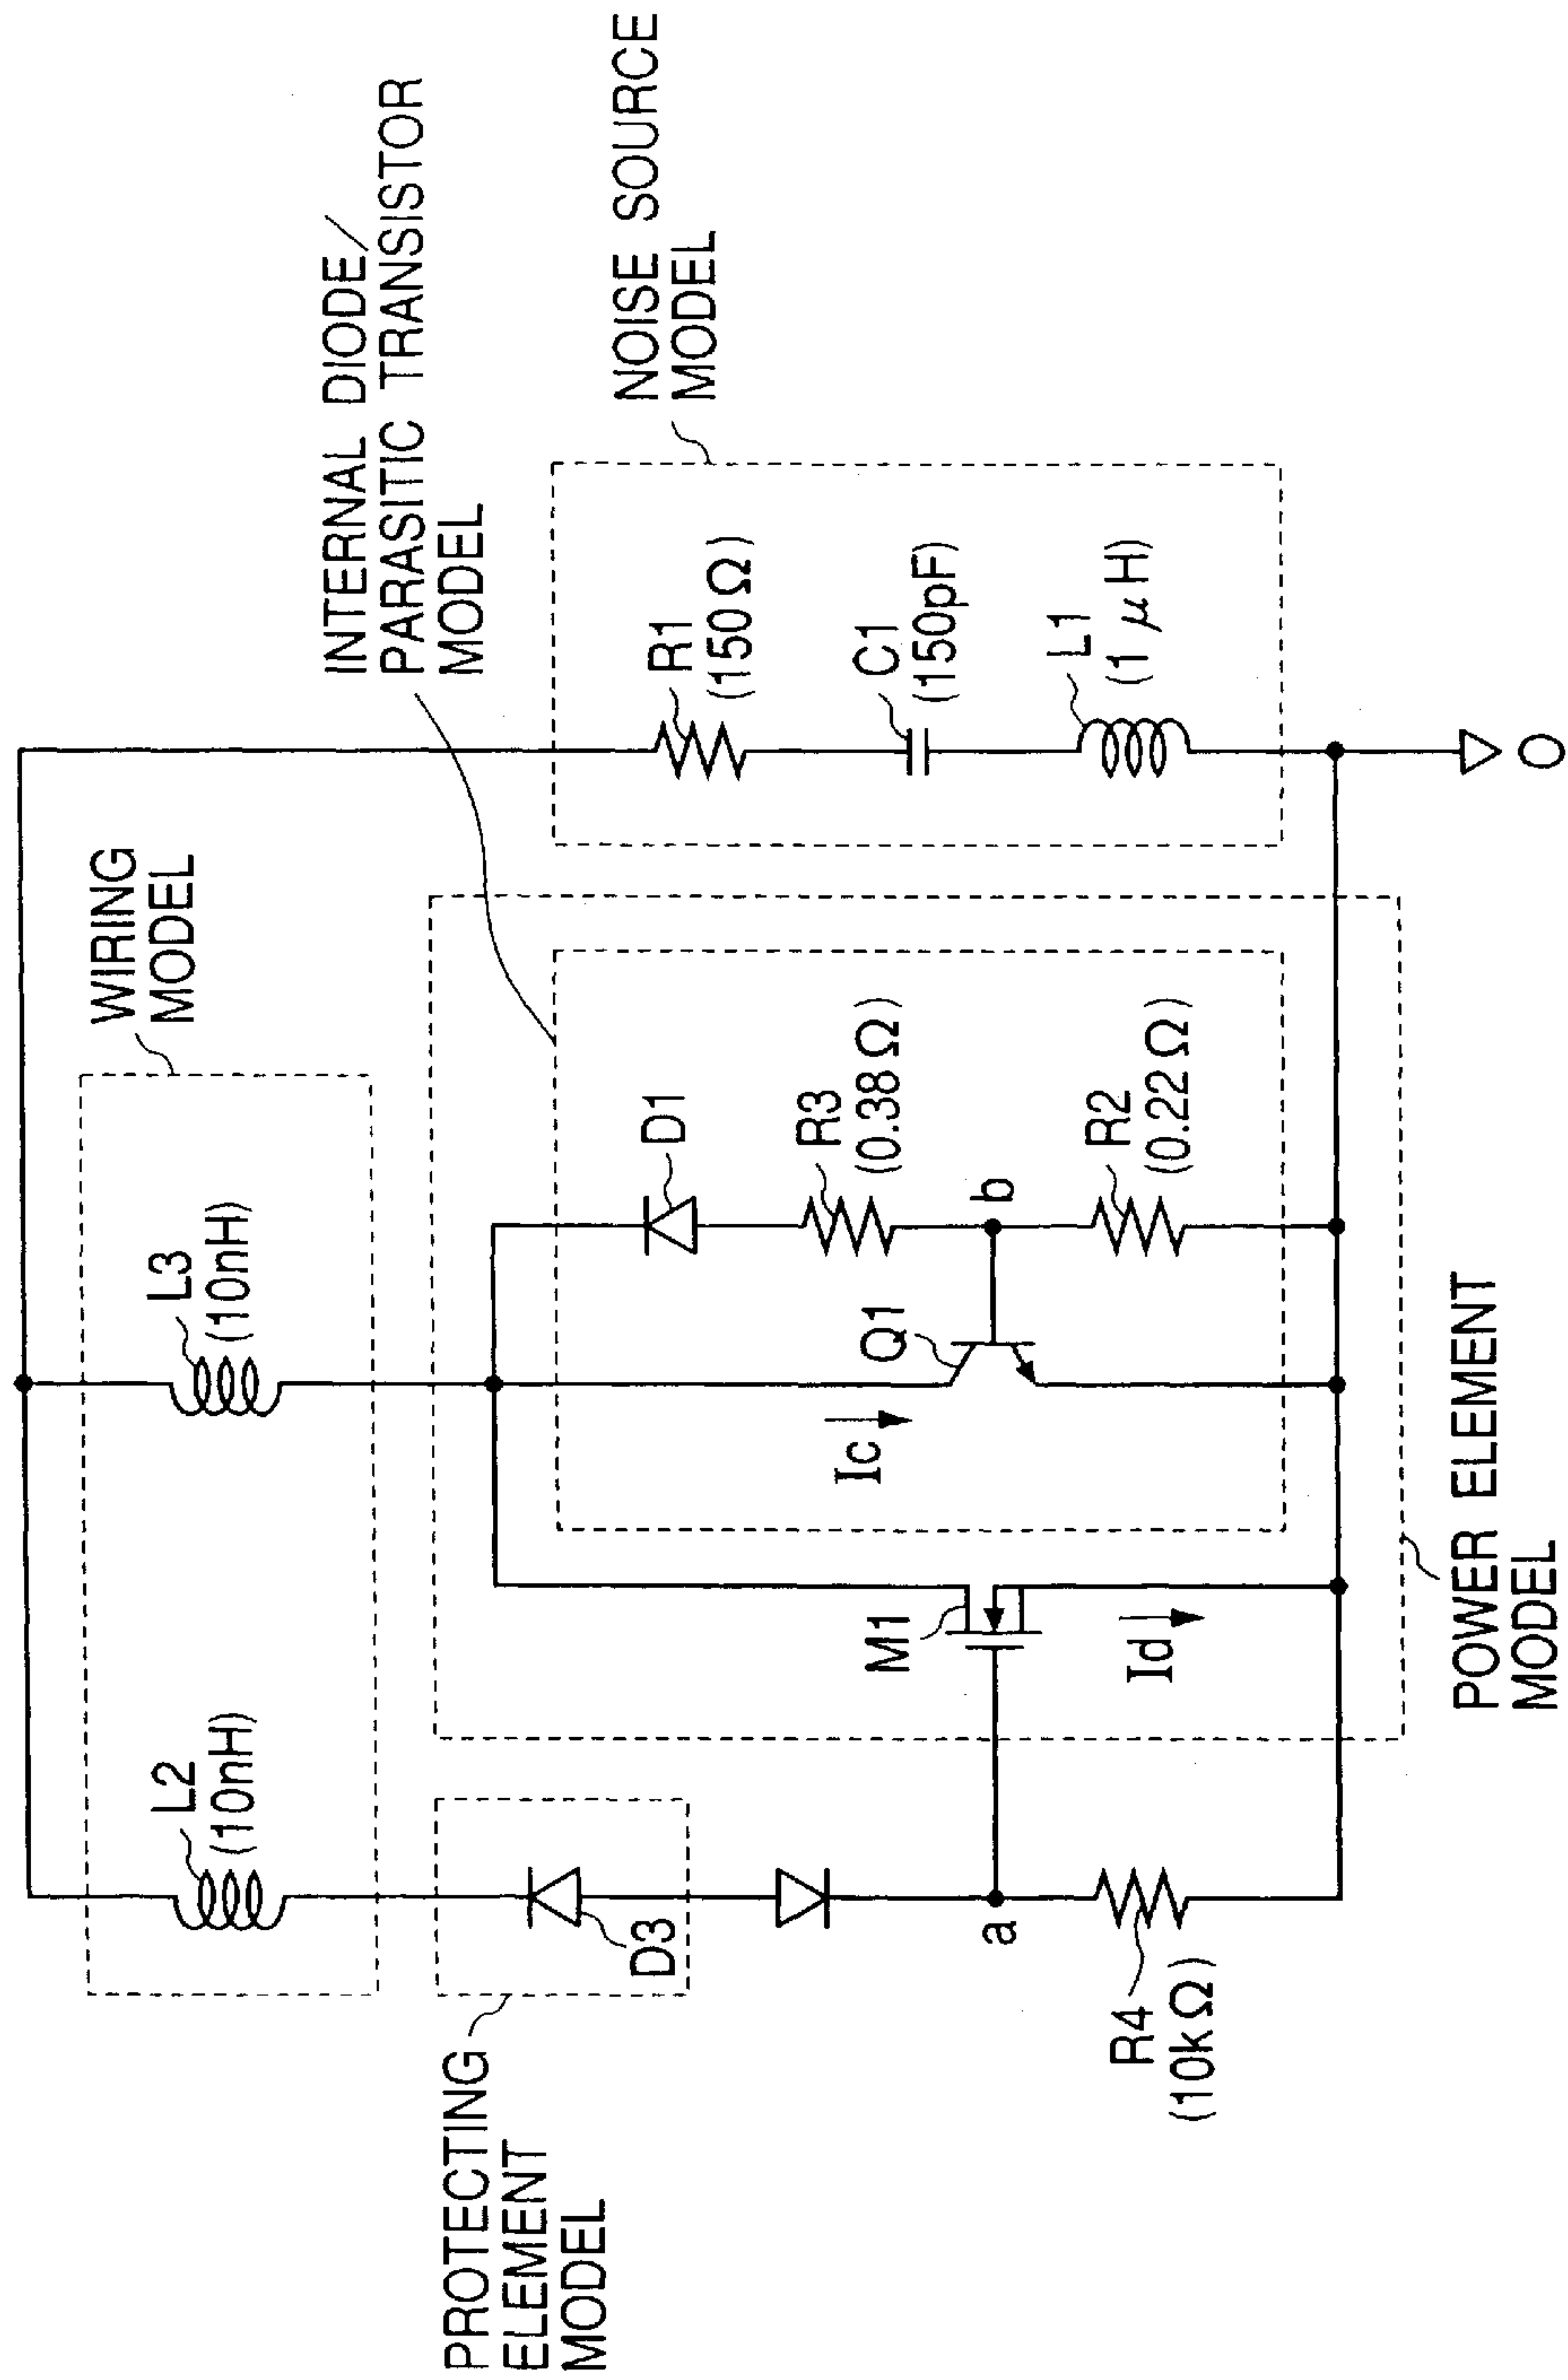 WIRING
MODEL
L2
(10nH)
L3
(10nH)
INTERNAL DIODE/
PARASITIC TRANSISTOR
MODEL
PROTECTING
ELEMENT
MODEL
D3
a
R4
(10kΩ)
M1
Id
Ic
Q1
D1
R3
(0.38Ω)
b
R2
(0.22Ω)
NOISE SOURCE
MODEL
R1
(150Ω)
C1
(150pF)
L1
(1μH)
POWER ELEMENT
MODEL
0